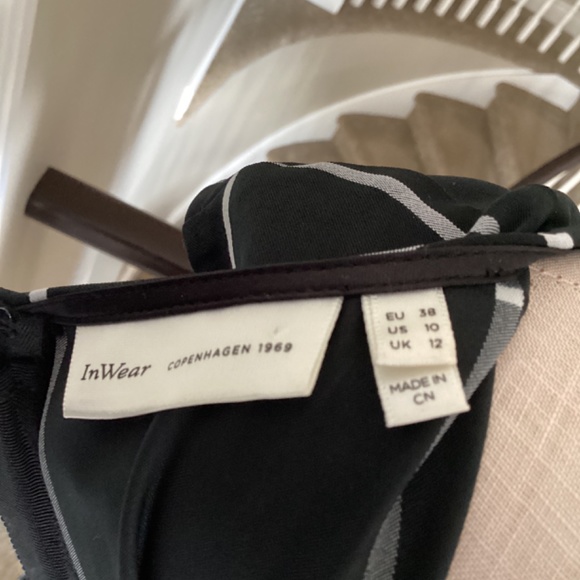 InWear COPENHAGEN 1969
EU 38
US 10
UK 12
MADE IN
CN